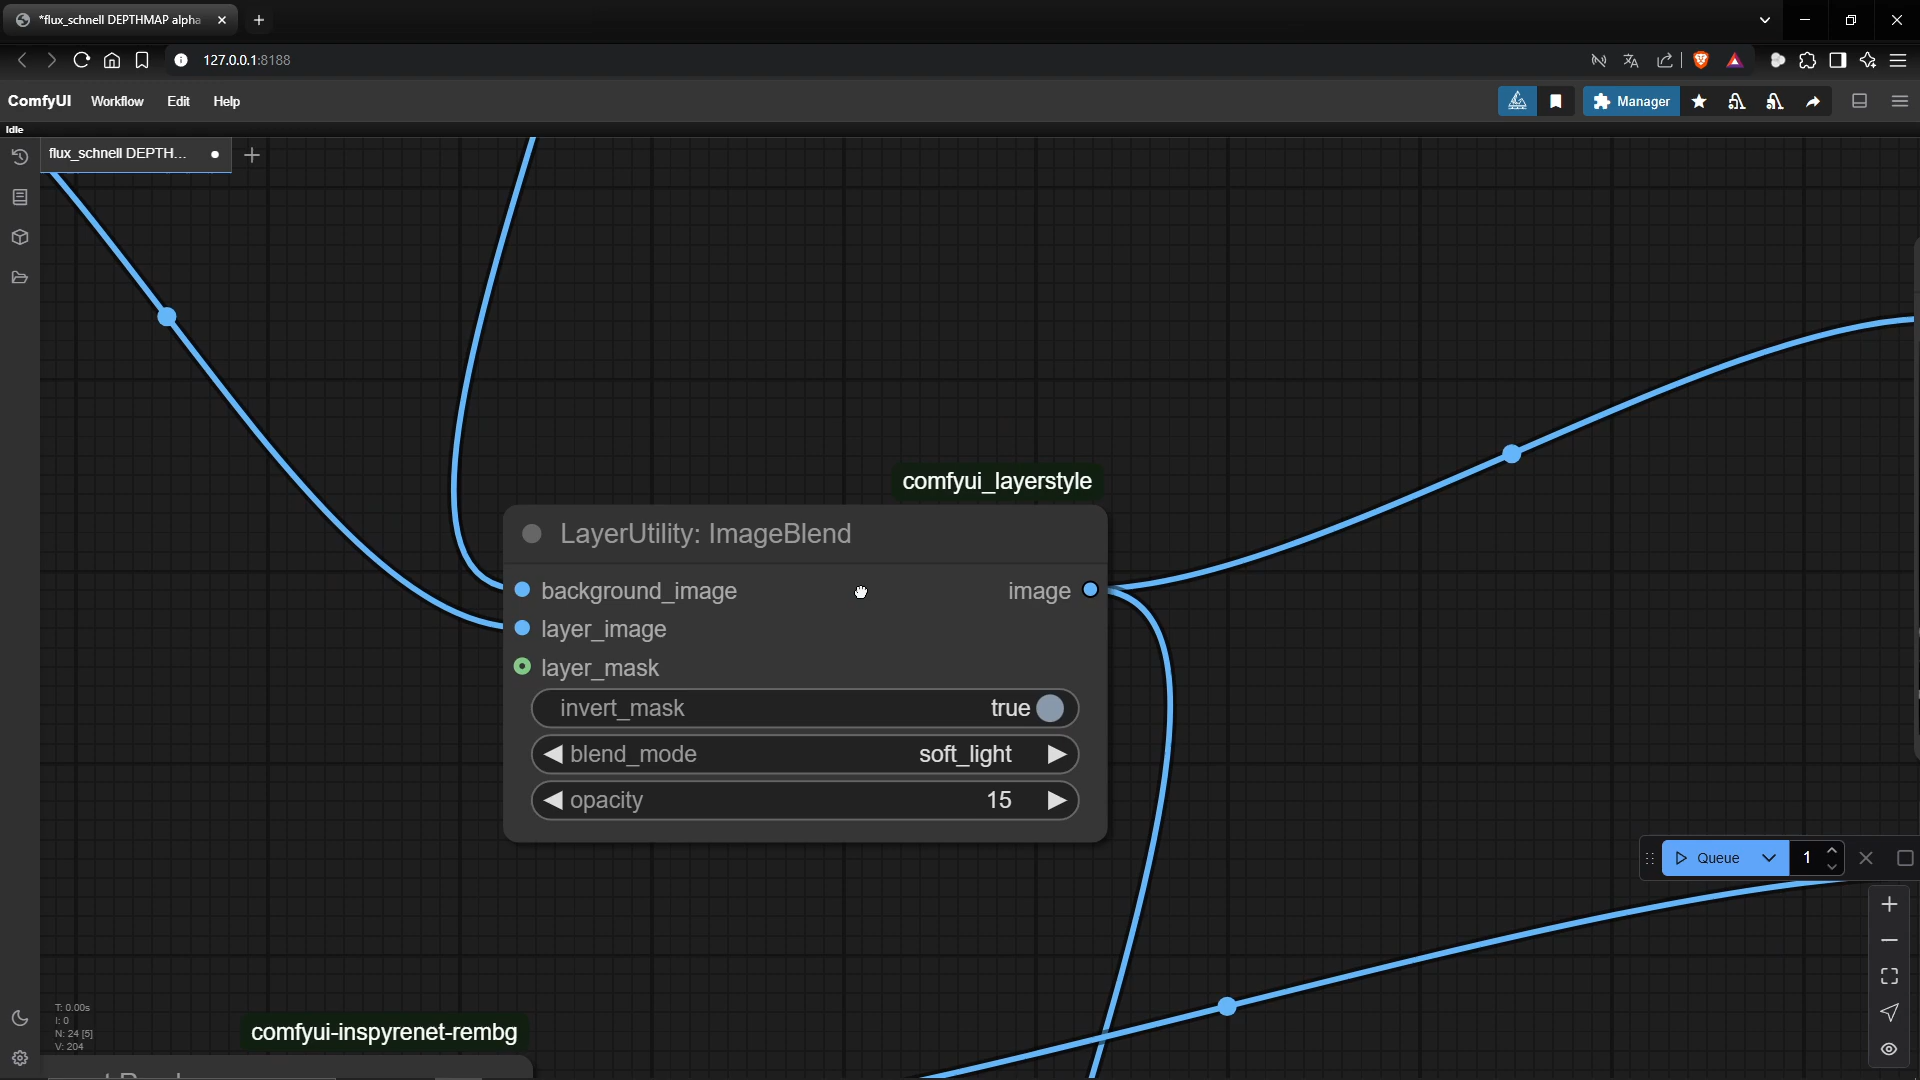 *flux_schnell DEPTHMAP alpha
127.0.0.1:8188
ComfyUI Workflow Edit Help
Manager
Idle
flux_schnell DEPTH...
comfyui_layerstyle
LayerUtility: ImageBlend
background_image image
layer_image
layer_mask
invert_mask true
blend_mode soft_light
opacity 15
Queue 1
T: 0.00s
I: 0
N: 24 [5]
V: 204
comfyui-inspyrenet-rembg